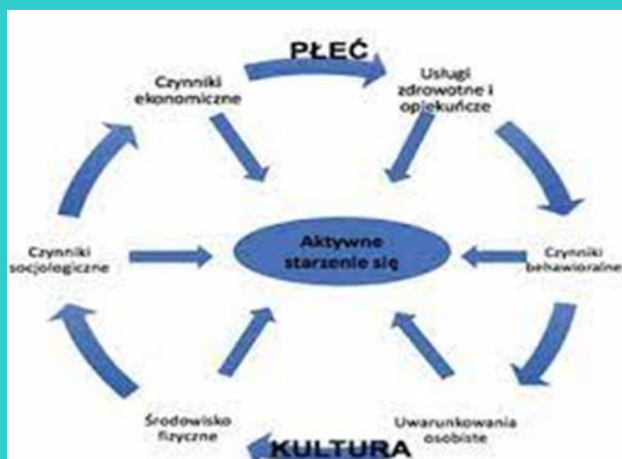 PŁEĆ
Czynniki
ekonomiczne
Usługi
zdrowotne i
opiekuńcze
Czynniki
socjologiczne
Aktywne
starzenie się
Czynniki
behawioralne
Środowisko
fizyczne
Uwarunkowania
osobiste
KULTURA